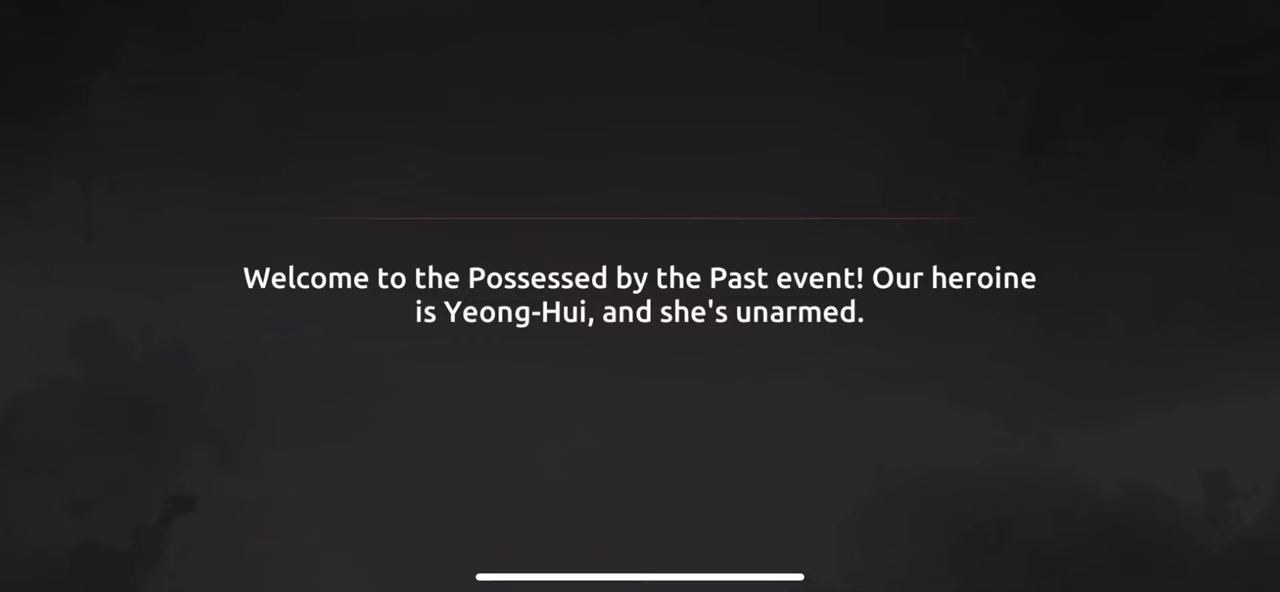 Welcome to the Possessed by the Past event! Our heroine
is Yeong-Hui, and she's unarmed.